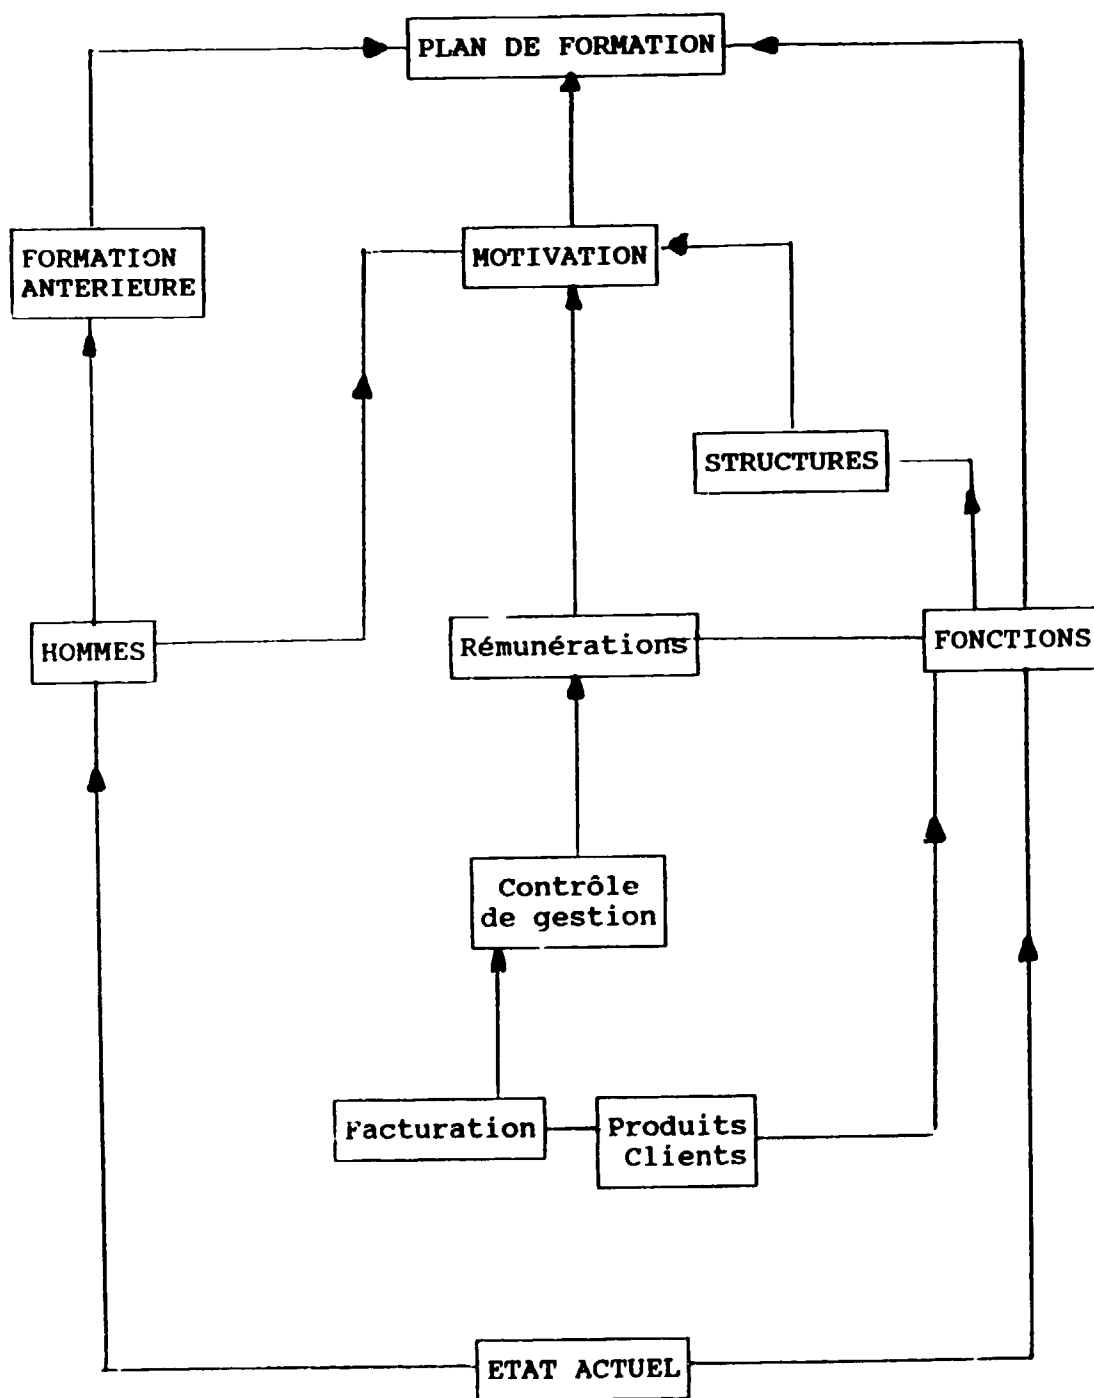 PLAN DE FORMATION
FORMATION
ANTERIEURE
MOTIVATION
STRUCTURES
HOMMES
Rémunérations
FONCTIONS
Contrôle
de gestion
Facturation
Produits
Clients
ETAT ACTUEL